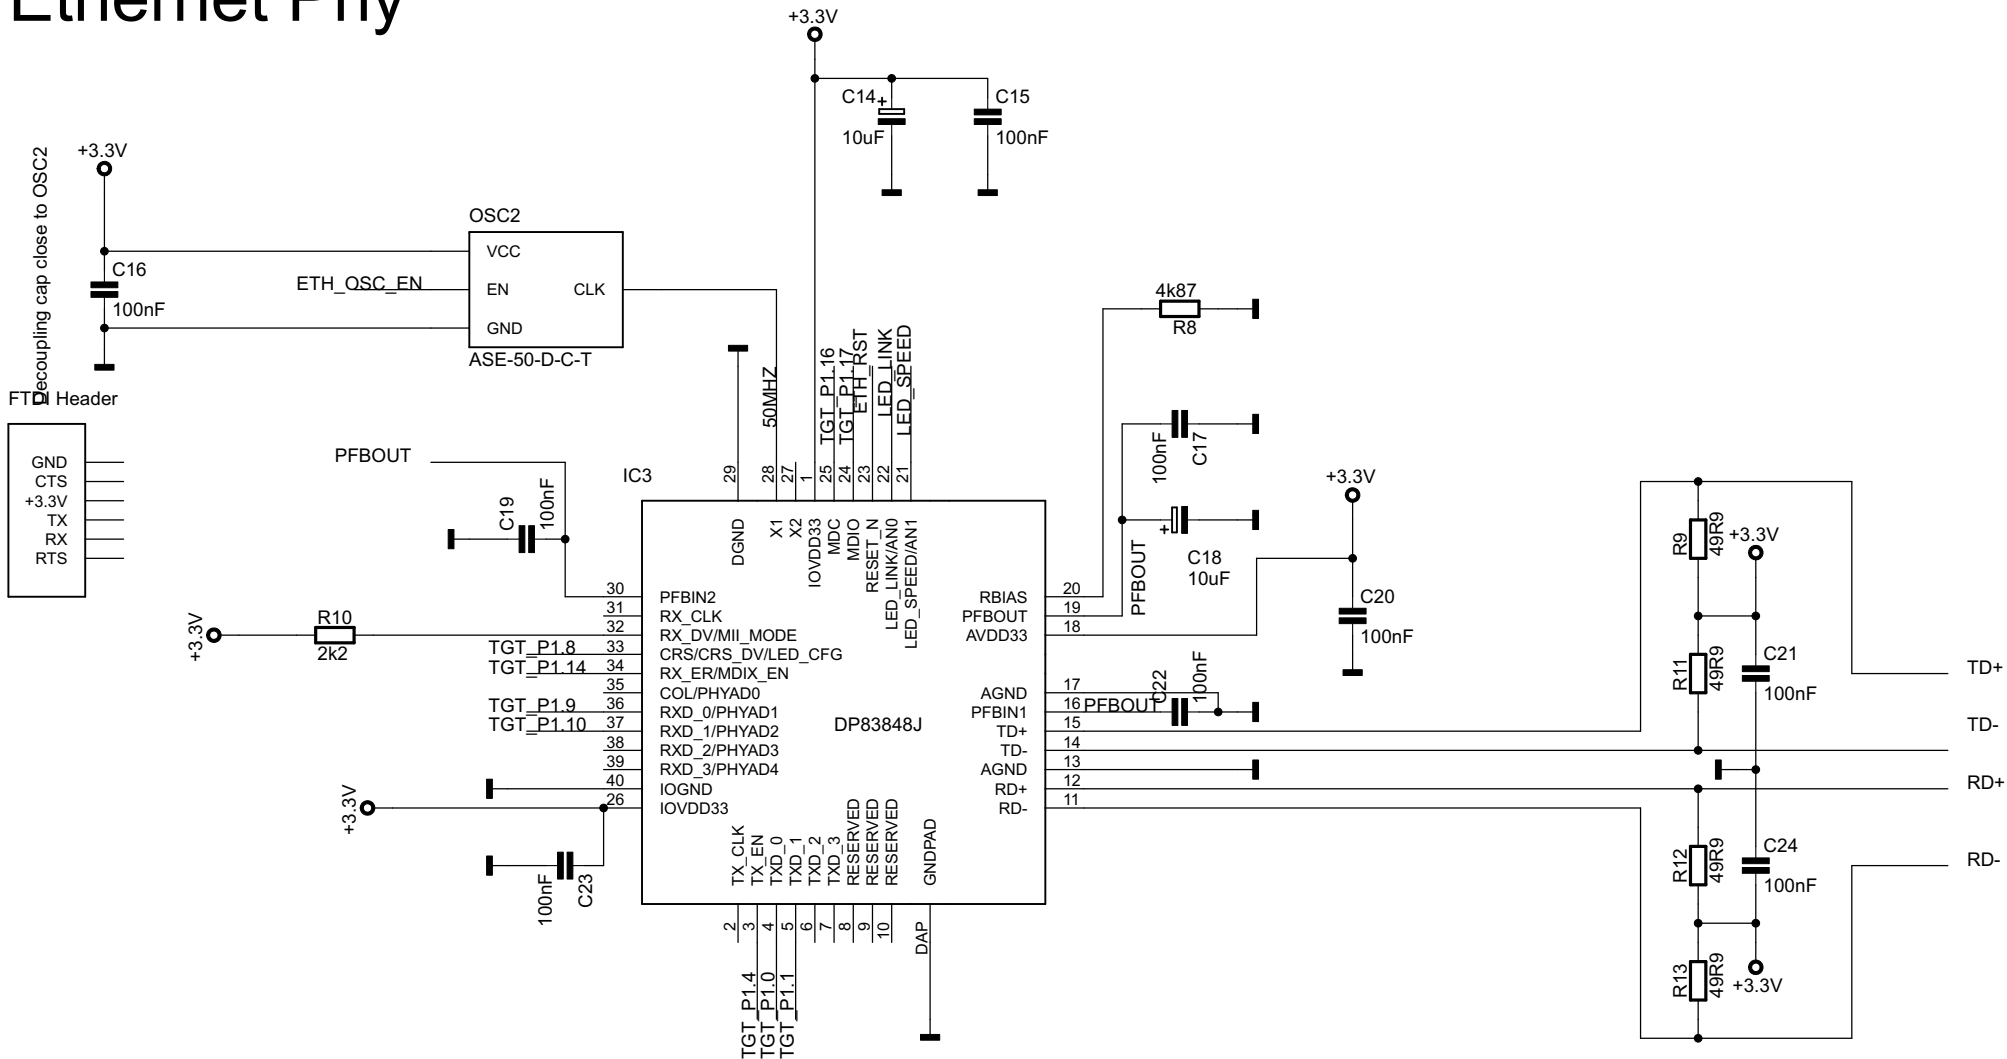 Ethernet Phy
+3.3V
C14
+
10uF
C15
100nF
Decoupling cap close to OSC2
+3.3V
C16
100nF
OSC2
VCC
EN
GND
CLK
ASE-50-D-C-T
ETH_OSC_EN
FTDI Header
GND
CTS
+3.3V
TX
RX
RTS
PFBOUT
C19
100nF
+3.3V
R10
2k2
50MHZ
TGT_P1.16
TGT_P1.17
ETH_RST
LED_LINK
LED_SPEED
IC3
29
28
27
1
25
24
23
22
21
DGND
X1
X2
IOVDD33
MDC
MDIO
RESET_N
LED_LINK/AN0
LED_SPEED/AN1
30 PFBIN2
31 RX_CLK
32 RX_DV/MII_MODE
TGT_P1.8 33 CRS/CRS_DV/LED_CFG
TGT_P1.14 34 RX_ER/MDIX_EN
35 COL/PHYAD0
TGT_P1.9 36 RXD_0/PHYAD1
TGT_P1.10 37 RXD_1/PHYAD2
38 RXD_2/PHYAD3
39 RXD_3/PHYAD4
40 IOGND
26 IOVDD33
+3.3V
100nF
C23
DP83848J
RBIAS 20
PFBOUT 19
AVDD33 18
AGND 17
PFBIN1 16 PFBOUT
TD+ 15
TD- 14
AGND 13
RD+ 12
RD- 11
TX_CLK
TX_EN
TXD_0
TXD_1
TXD_2
TXD_3
RESERVED
RESERVED
RESERVED
GNDPAD
2
3
4
5
6
7
8
9
10
DAP
TGT_P1.4
TGT_P1.0
TGT_P1.1
4k87
R8
100nF
C17
PFBOUT
+
C18
10uF
+3.3V
C20
100nF
C22
100nF
R9
49R9
+3.3V
R11
49R9
C21
100nF
R12
49R9
C24
100nF
R13
49R9
+3.3V
TD+
TD-
RD+
RD-